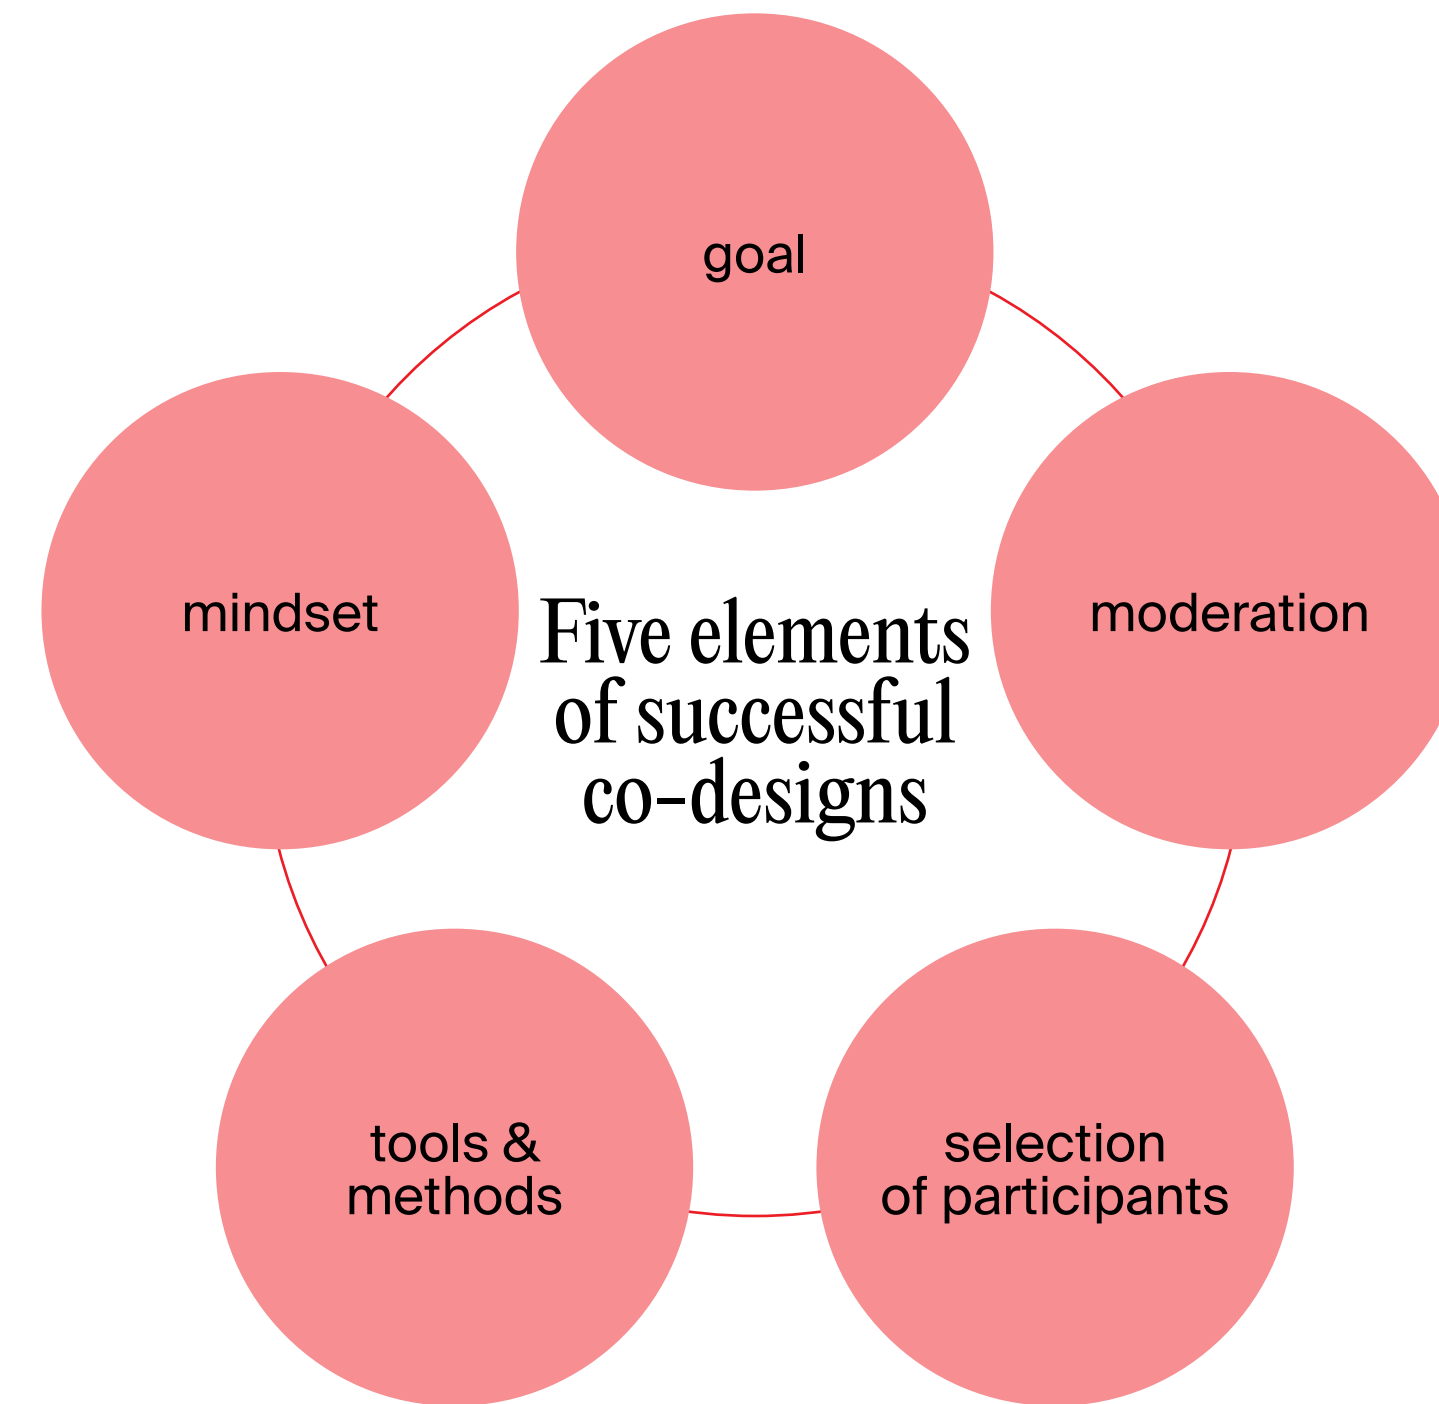 goal
mindset
moderation
Five elements
of successful
co-designs
tools &
methods
selection
of participants